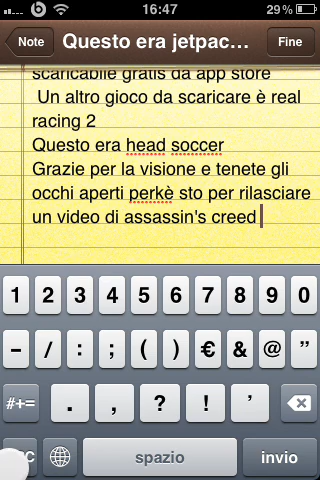 16:47
29%
Note
Questo era jetpac...
Fine
scaricabile gratis da app store
Un altro gioco da scaricare è real
racing 2
Questo era head soccer
Grazie per la visione e tenete gli
occhi aperti perkè sto per rilasciare
un video di assassin's creed
1 2 3 4 5 6 7 8 9 0
- / : ; ( ) € & @ "
#+= . , ? ! '
spazio
invio